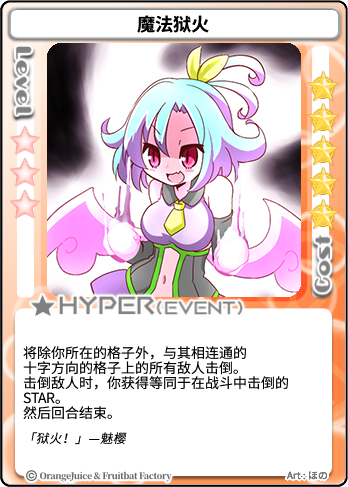 魔法獄火
Level
Cost
HYPER(EVENT)
将除你所在的格子外，与其相连通的
十字方向的格子上的所有敌人击倒。
击倒敌人时，你获得等同于在战斗中击倒的
STAR。
然后回合结束。
「獄火！」—魅樱
© OrangeJuice & Fruitbat Factory
Art : ほの